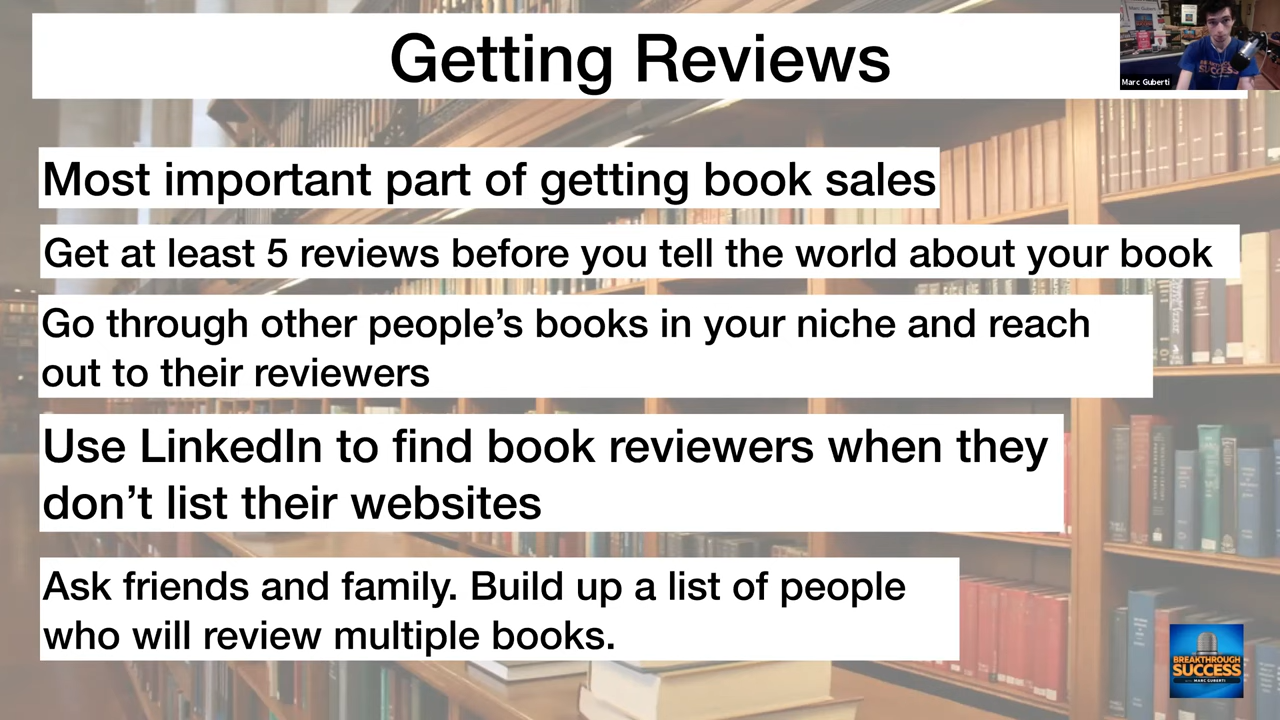 Getting Reviews
Marc Guberti
Most important part of getting book sales
Get at least 5 reviews before you tell the world about your book
Go through other people’s books in your niche and reach
out to their reviewers
Use LinkedIn to find book reviewers when they
don’t list their websites
Ask friends and family. Build up a list of people
who will review multiple books.
BREAKTHROUGH
SUCCESS
WITH MARC GUBERTI